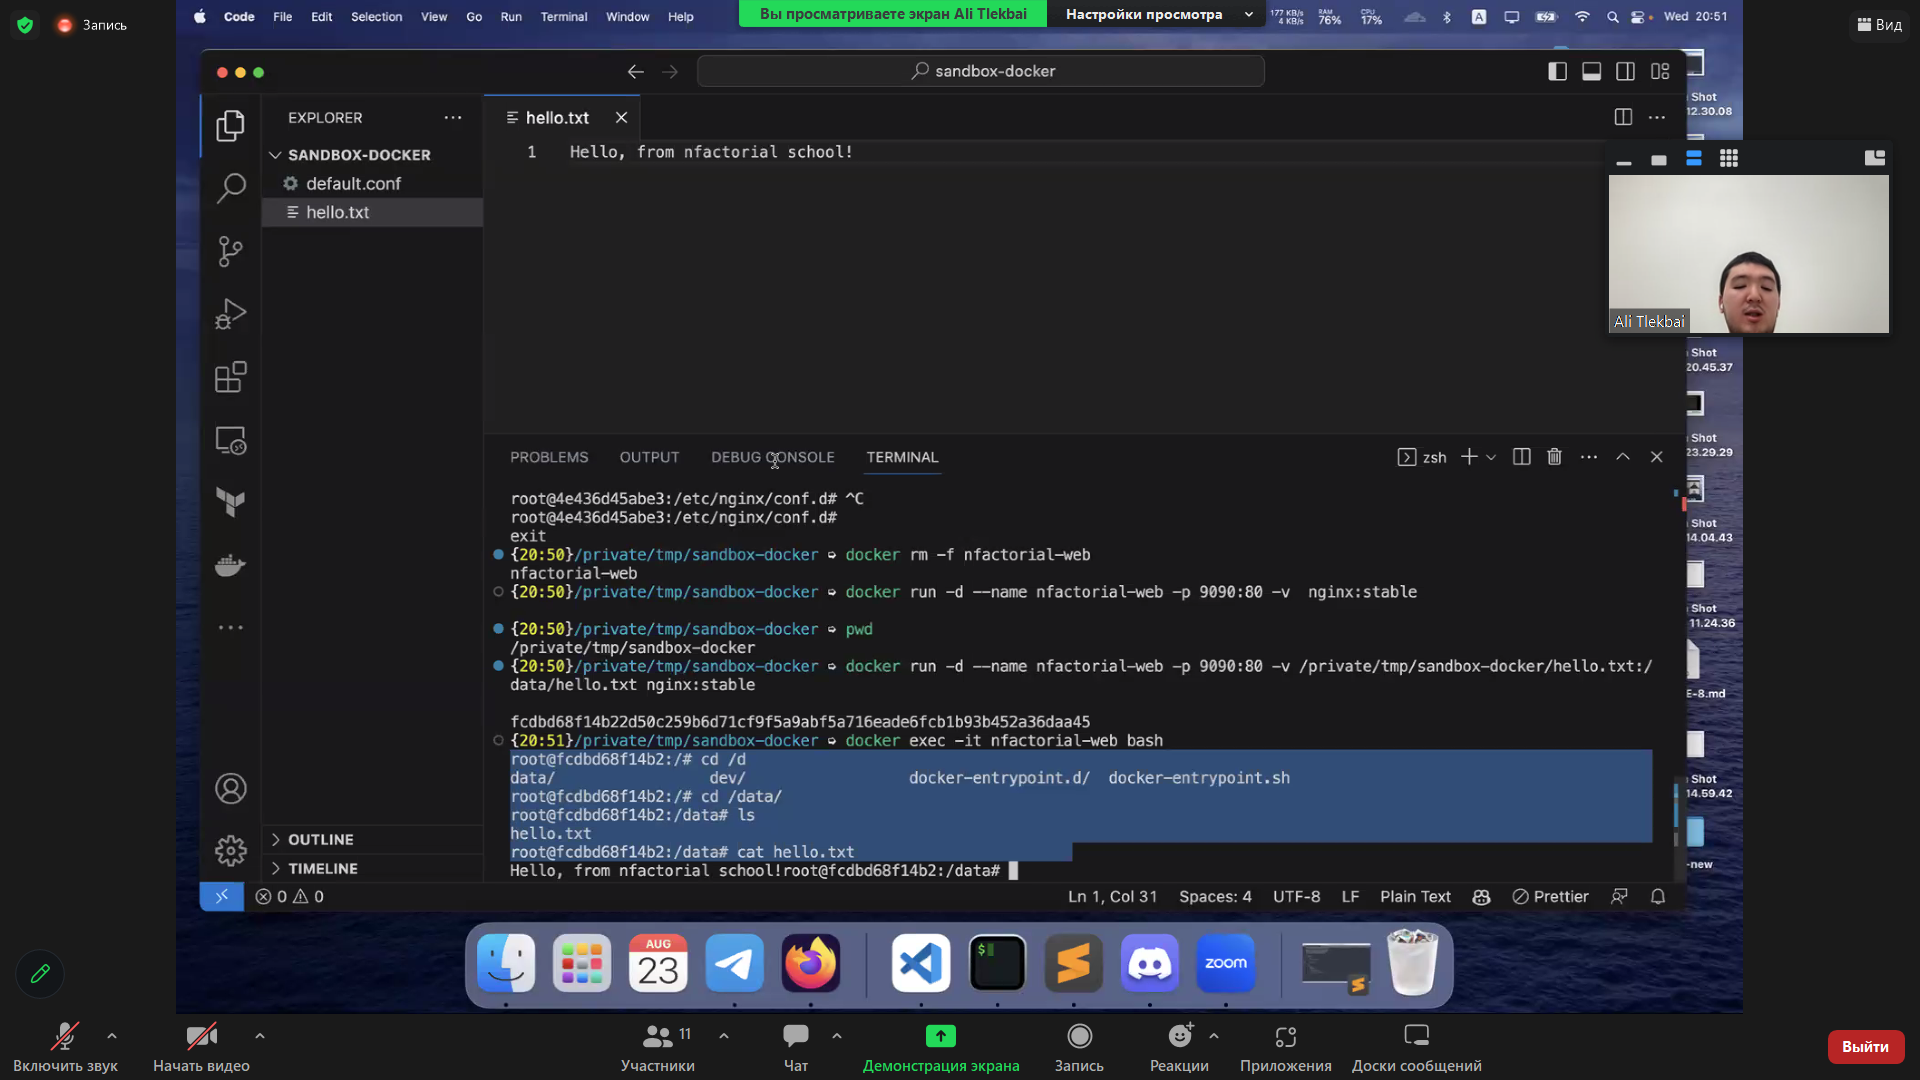 Запись
Code File Edit Selection View Go Run Terminal Window Help
Вы просматриваете экран Ali Tlekbai
Настройки просмотра
177 KB/s
4 KB/s
RAM
76%
CPU
17%
A
Wed 20:51
Вид
sandbox-docker
Shot
12.30.08
EXPLORER
hello.txt
SANDBOX-DOCKER
default.conf
hello.txt
1 Hello, from nfactorial school!
Ali Tlekbai
Shot
20.45.37
Shot
23.29.29
Shot
14.04.43
Shot
11.24.36
E-8.md
Shot
14.59.42
-new
PROBLEMS OUTPUT DEBUG CONSOLE TERMINAL
zsh
root@4e436d45abe3:/etc/nginx/conf.d# ^C
root@4e436d45abe3:/etc/nginx/conf.d#
exit
{20:50}/private/tmp/sandbox-docker ➭ docker rm -f nfactorial-web
nfactorial-web
{20:50}/private/tmp/sandbox-docker ➭ docker run -d --name nfactorial-web -p 9090:80 -v  nginx:stable
{20:50}/private/tmp/sandbox-docker ➭ pwd
/private/tmp/sandbox-docker
{20:50}/private/tmp/sandbox-docker ➭ docker run -d --name nfactorial-web -p 9090:80 -v /private/tmp/sandbox-docker/hello.txt:/
data/hello.txt nginx:stable
fcdbd68f14b22d50c259b6d71cf9f5a9abf5a716eade6fcb1b93b452a36daa45
{20:51}/private/tmp/sandbox-docker ➭ docker exec -it nfactorial-web bash
root@fcdbd68f14b2:/# cd /d
data/ dev/ docker-entrypoint.d/ docker-entrypoint.sh
root@fcdbd68f14b2:/# cd /data/
root@fcdbd68f14b2:/data# ls
hello.txt
root@fcdbd68f14b2:/data# cat hello.txt
Hello, from nfactorial school!root@fcdbd68f14b2:/data#
OUTLINE
TIMELINE
0 0
Ln 1, Col 31 Spaces: 4 UTF-8 LF Plain Text Prettier
AUG
23
$
zoom
11
Включить звук
Начать видео
Участники
Чат
Демонстрация экрана
Запись
Реакции
Приложения
Доски сообщений
Выйти